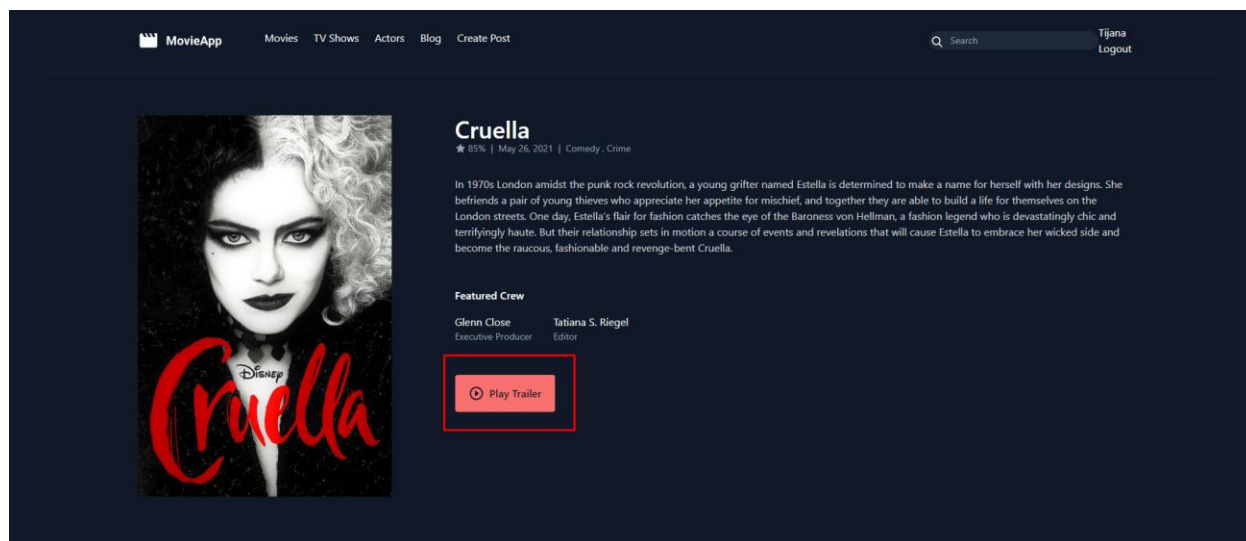 MovieApp Movies TV Shows Actors Blog Create Post Search Tijana
Logout
Disney
Cruella
Cruella
85% | May 26, 2021 | Comedy , Crime
In 1970s London amidst the punk rock revolution, a young grifter named Estella is determined to make a name for herself with her designs. She
befriends a pair of young thieves who appreciate her appetite for mischief, and together they are able to build a life for themselves on the
London streets. One day, Estella's flair for fashion catches the eye of the Baroness von Hellman, a fashion legend who is devastatingly chic and
terrifyingly haute. But their relationship sets in motion a course of events and revelations that will cause Estella to embrace her wicked side and
become the raucous, fashionable and revenge-bent Cruella.
Featured Crew
Glenn Close Tatiana S. Riegel
Executive Producer Editor
Play Trailer